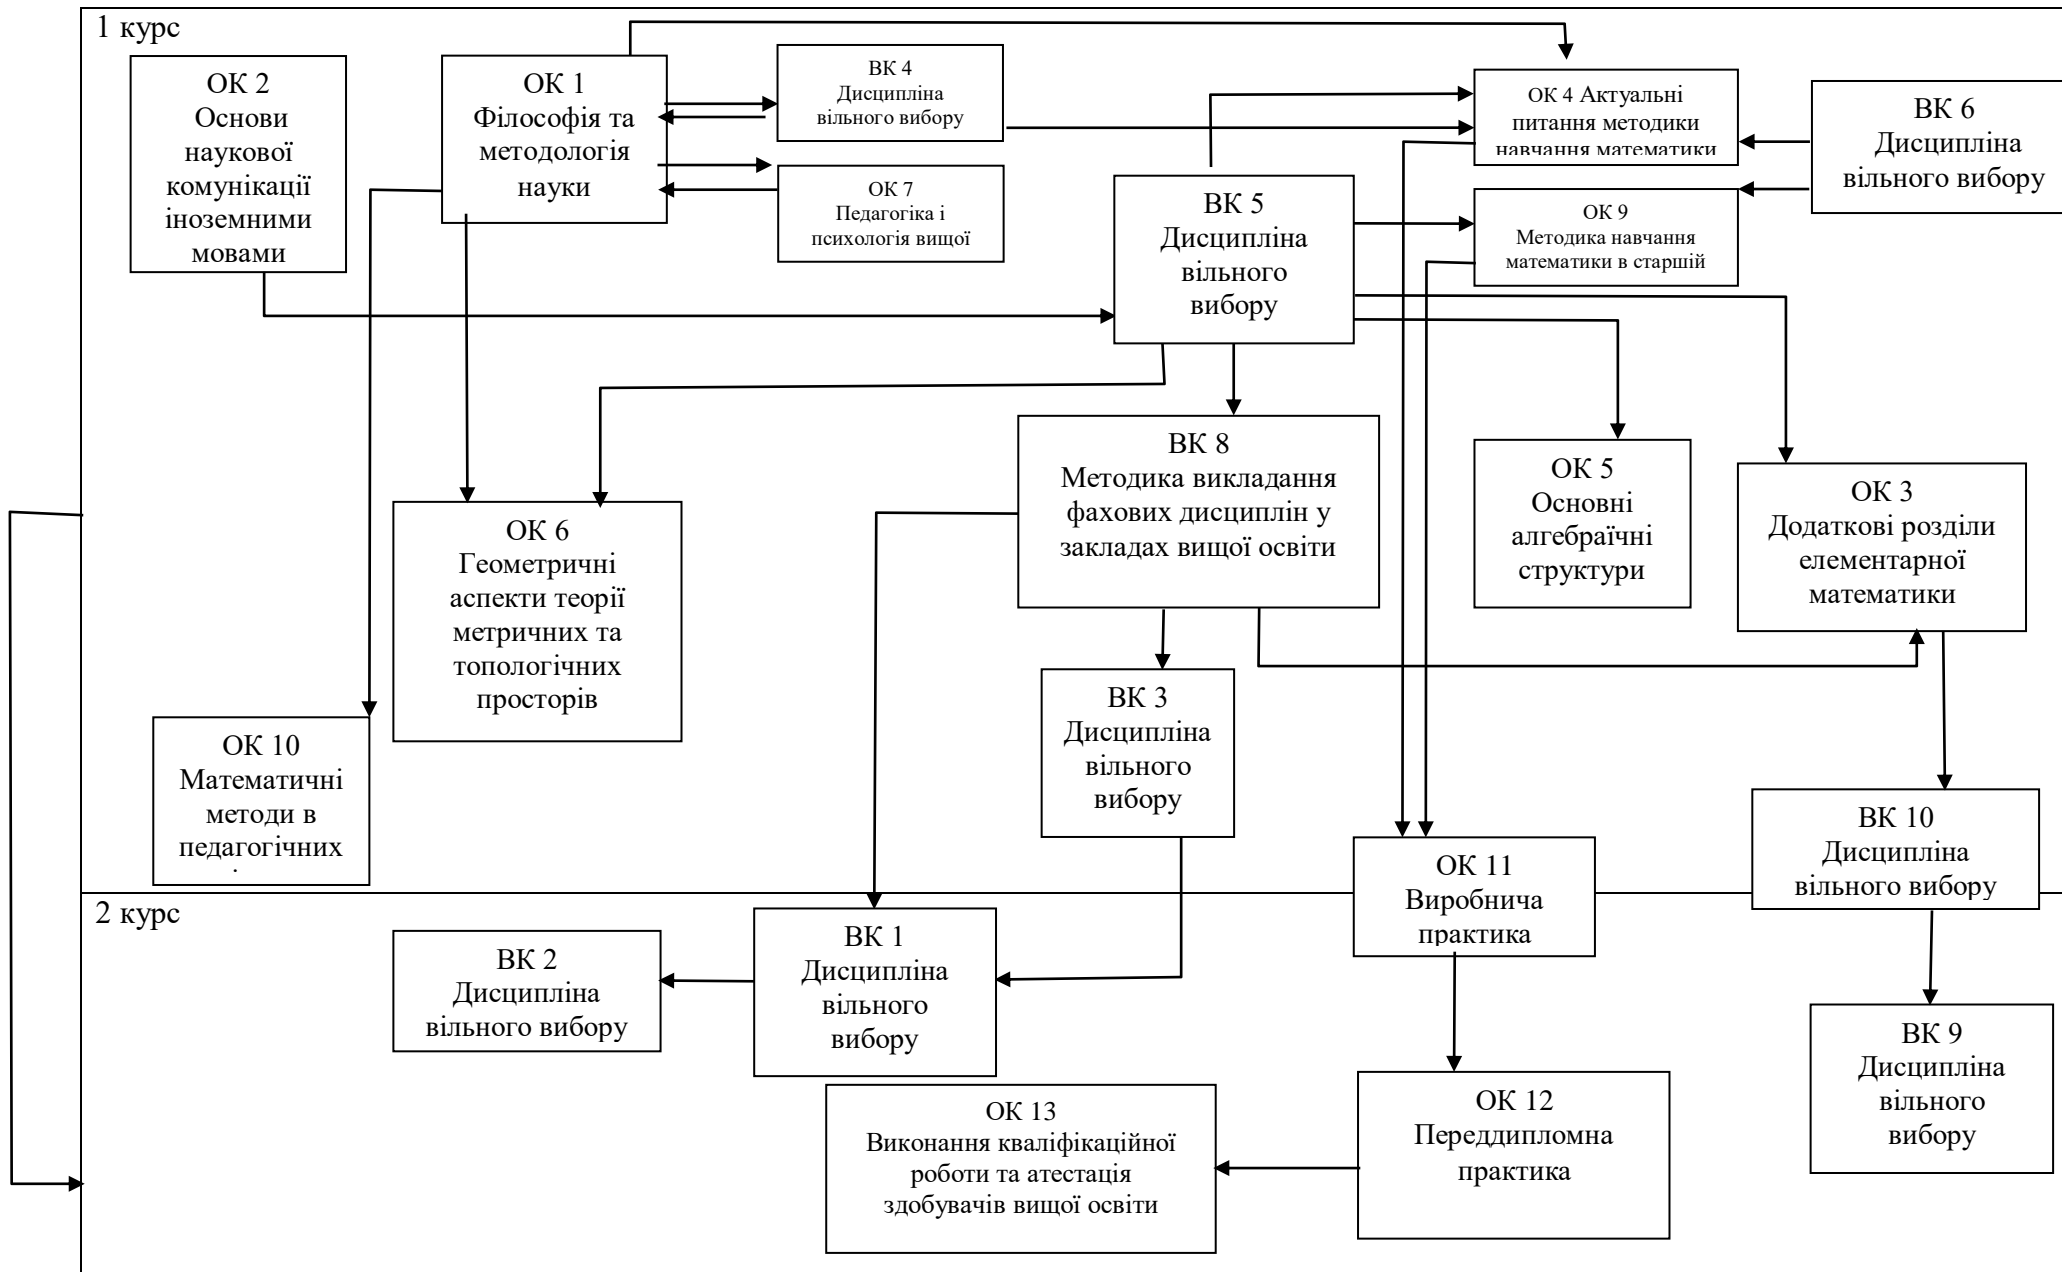 1 курс
ОК 2
Основи
наукової
комунікації
іноземними
мовами
ОК 1
Філософія та
методологія
науки
ВК 4
Дисципліна
вільного вибору
ОК 7
Педагогіка і
психологія вищої
ВК 5
Дисципліна
вільного
вибору
ОК 4 Актуальні
питання методики
навчання математики
ВК 6
Дисципліна
вільного вибору
ОК 9
Методика навчання
математики в старшій
ВК 8
Методика викладання
фахових дисциплін у
закладах вищої освіти
ОК 5
Основні
алгебраїчні
структури
ОК 3
Додаткові розділи
елементарної
математики
ОК 6
Геометричні
аспекти теорії
метричних та
топологічних
просторів
ВК 3
Дисципліна
вільного
вибору
ОК 10
Математичні
методи в
педагогічних
ОК 11
Виробнича
практика
ВК 10
Дисципліна
вільного вибору
2 курс
ВК 2
Дисципліна
вільного вибору
ВК 1
Дисципліна
вільного
вибору
ВК 9
Дисципліна
вільного
вибору
ОК 13
Виконання кваліфікаційної
роботи та атестація
здобувачів вищої освіти
ОК 12
Переддипломна
практика